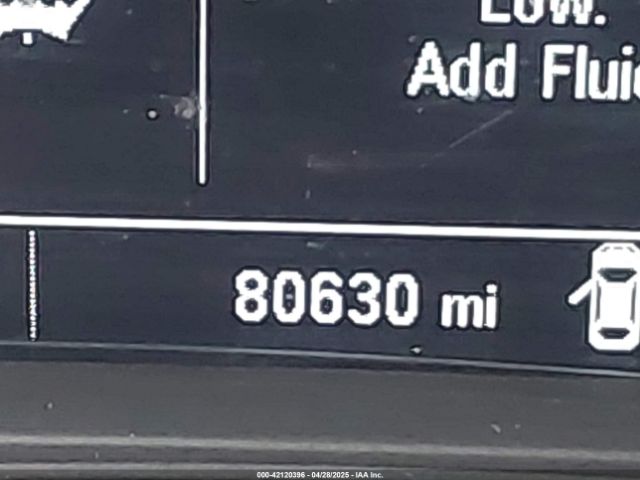 Low.
Add Flui
80630 mi
000-42120396 - 04/28/2025 - IAA Inc.